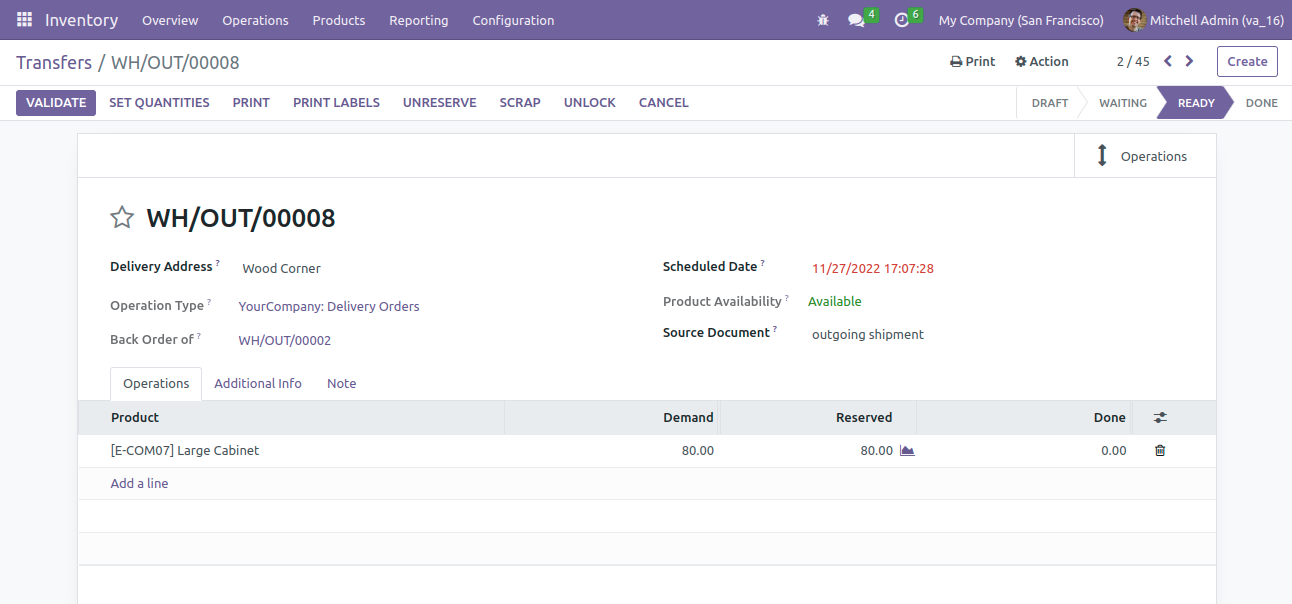 Inventory Overview Operations Products Reporting Configuration 4 6 My Company (San Francisco) Mitchell Admin (va_16)
Transfers / WH/OUT/00008 Print Action 2 / 45 Create
VALIDATE SET QUANTITIES PRINT PRINT LABELS UNRESERVE SCRAP UNLOCK CANCEL DRAFT WAITING READY DONE
Operations
WH/OUT/00008
Delivery Address ? Wood Corner Scheduled Date ? 11/27/2022 17:07:28
Operation Type ? YourCompany: Delivery Orders Product Availability ? Available
Back Order of ? WH/OUT/00002 Source Document ? outgoing shipment
Operations Additional Info Note
Product Demand Reserved Done
[E-COM07] Large Cabinet 80.00 80.00 0.00
Add a line